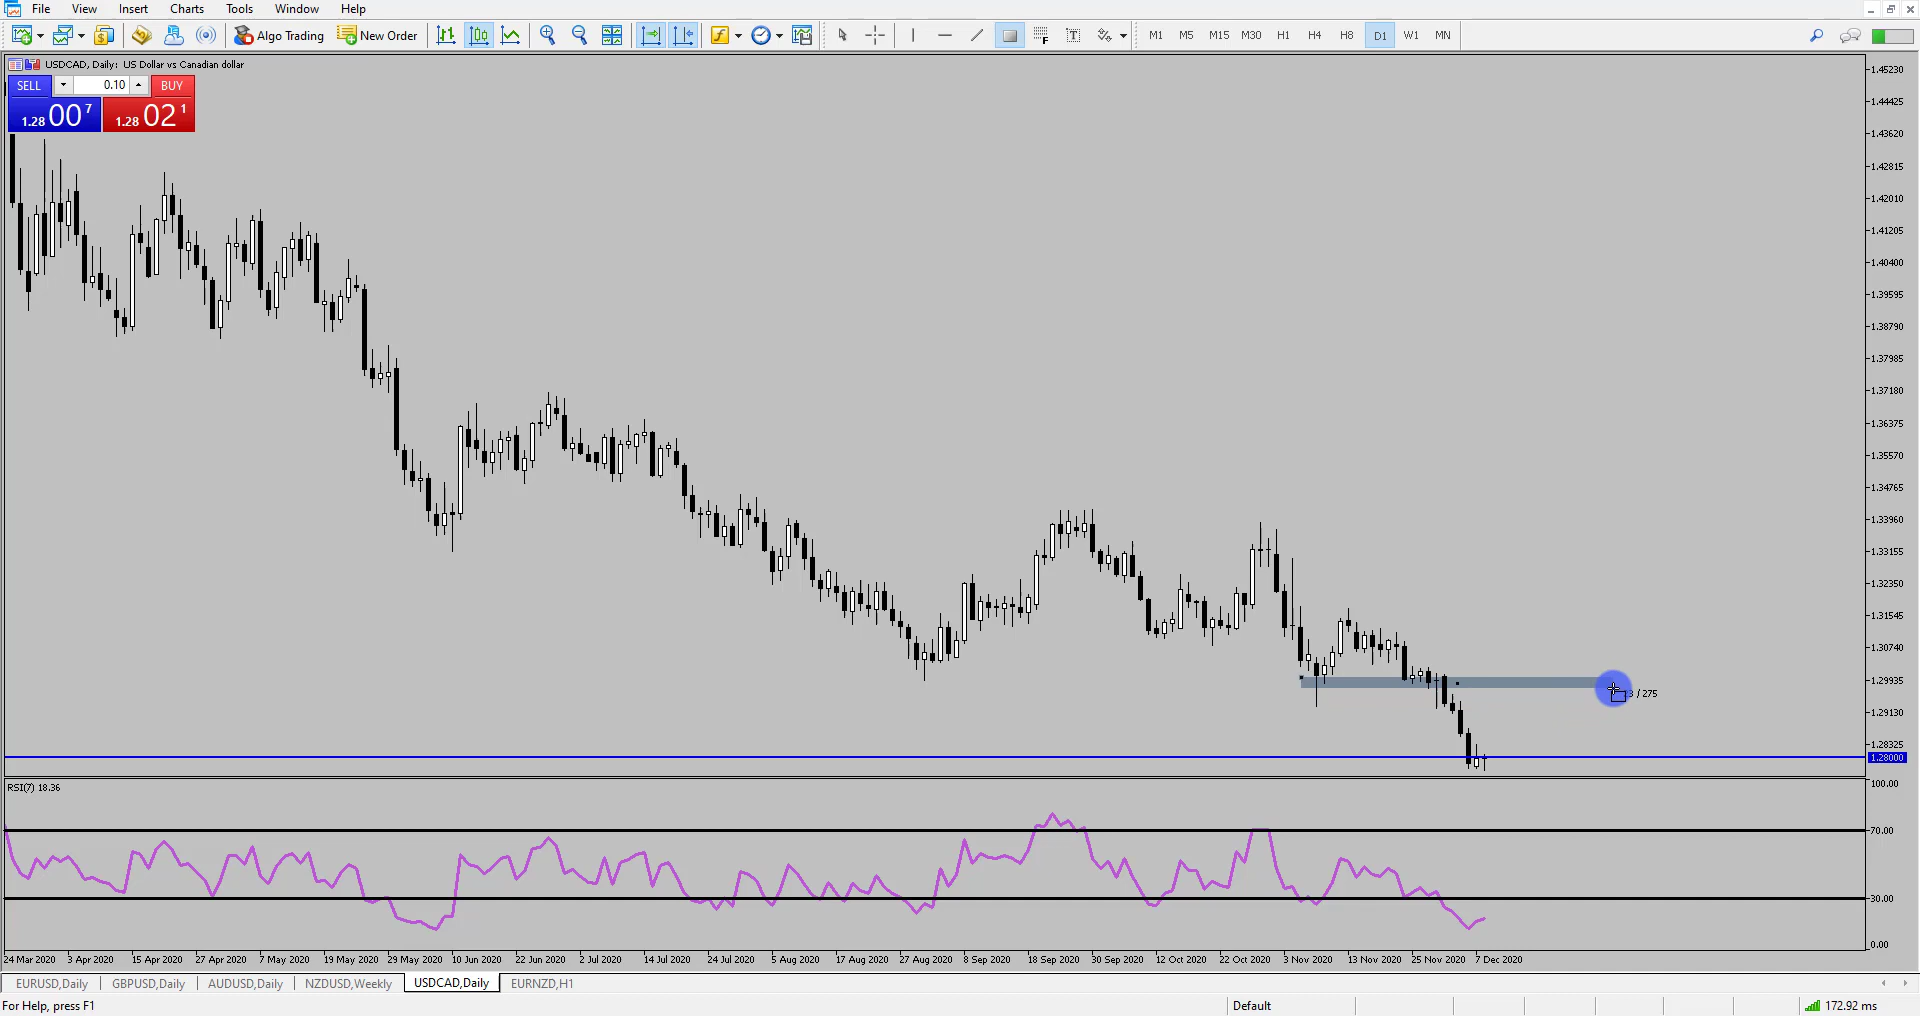 File View Insert Charts Tools Window Help
Algo Trading New Order M1 M5 M15 M30 H1 H4 H8 D1 W1 MN
USDCAD, Daily: US Dollar vs Canadian dollar
SELL 0.10 BUY
1.28 00 7 1.28 02 1
1.45230
1.44425
1.43620
1.42815
1.42010
1.41205
1.40400
1.39595
1.38790
1.37985
1.37180
1.36375
1.35570
1.34765
1.33960
1.33155
1.32350
1.31545
1.30740
1.29935
3 / 275
1.29130
1.28325
1.28000
RSI(7) 18.36
100.00
70.00
30.00
0.00
24 Mar 2020 3 Apr 2020 15 Apr 2020 27 Apr 2020 7 May 2020 19 May 2020 29 May 2020 10 Jun 2020 22 Jun 2020 2 Jul 2020 14 Jul 2020 24 Jul 2020 5 Aug 2020 17 Aug 2020 27 Aug 2020 8 Sep 2020 18 Sep 2020 30 Sep 2020 12 Oct 2020 22 Oct 2020 3 Nov 2020 13 Nov 2020 25 Nov 2020 7 Dec 2020
EURUSD,Daily GBPUSD,Daily AUDUSD,Daily NZDUSD,Weekly USDCAD,Daily EURNZD,H1
For Help, press F1 Default 172.92 ms